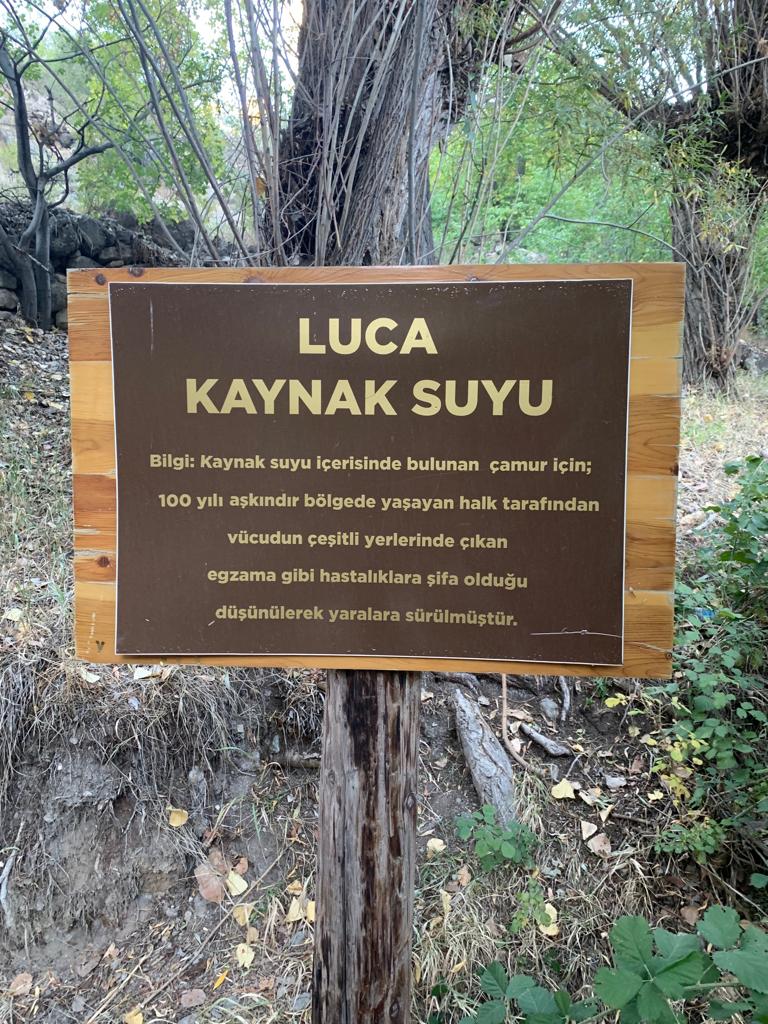 LUCA
KAYNAK SUYU
Bilgi: Kaynak suyu içerisinde bulunan çamur için;
100 yılı aşkındır bölgede yaşayan halk tarafından
vücudun çeşitli yerlerinde çıkan
egzama gibi hastalıklara şifa olduğu
düşünülerek yaralara sürülmüştür.